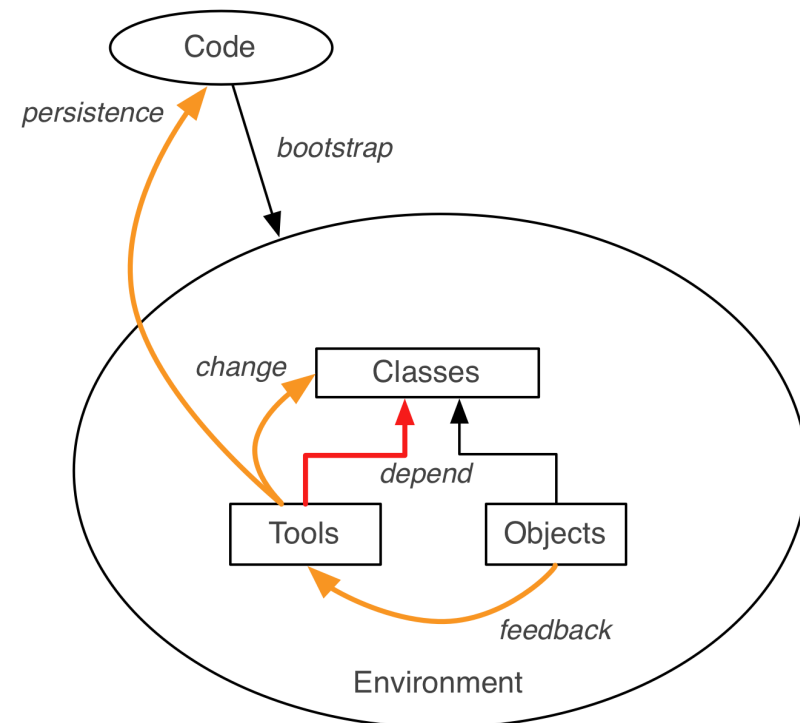 Code
persistence
bootstrap
change
Classes
depend
Tools
Objects
feedback
Environment